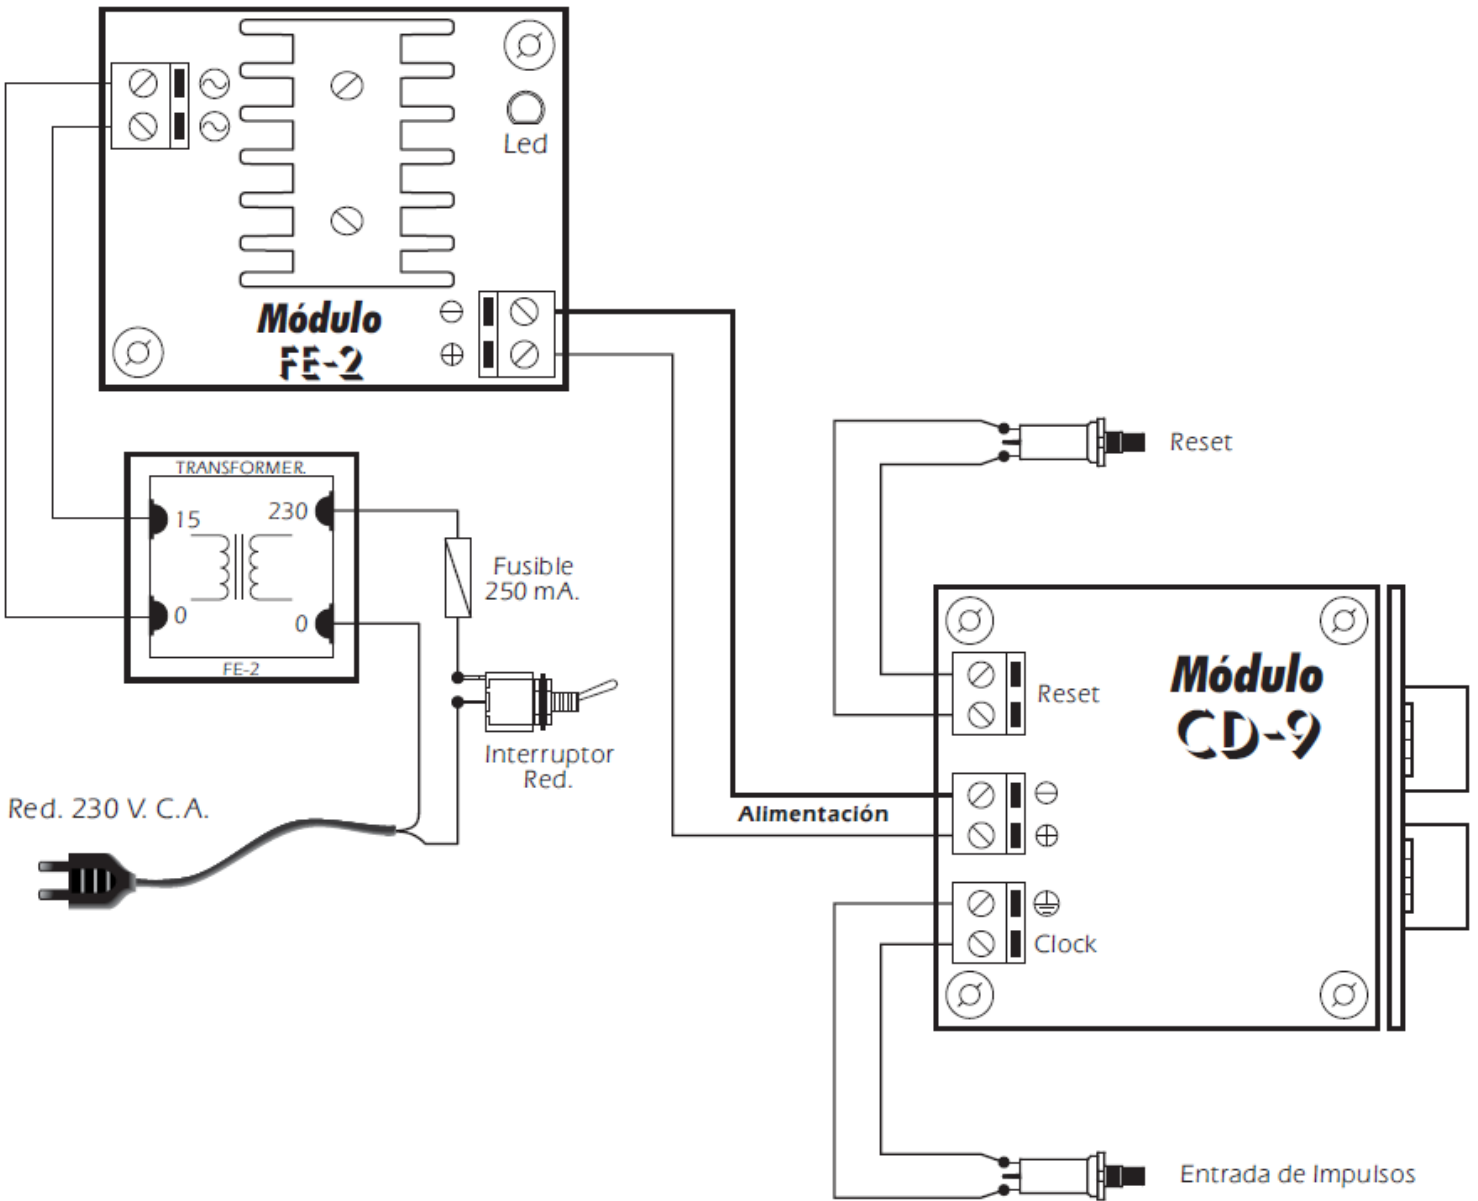 Led
Módulo
FE-2
TRANSFORMER.
15
230
0
0
FE-2
Fusible
250 mA.
Interruptor
Red.
Red. 230 V. C.A.
Reset
Módulo
CD-9
Reset
Alimentación
Clock
Entrada de Impulsos